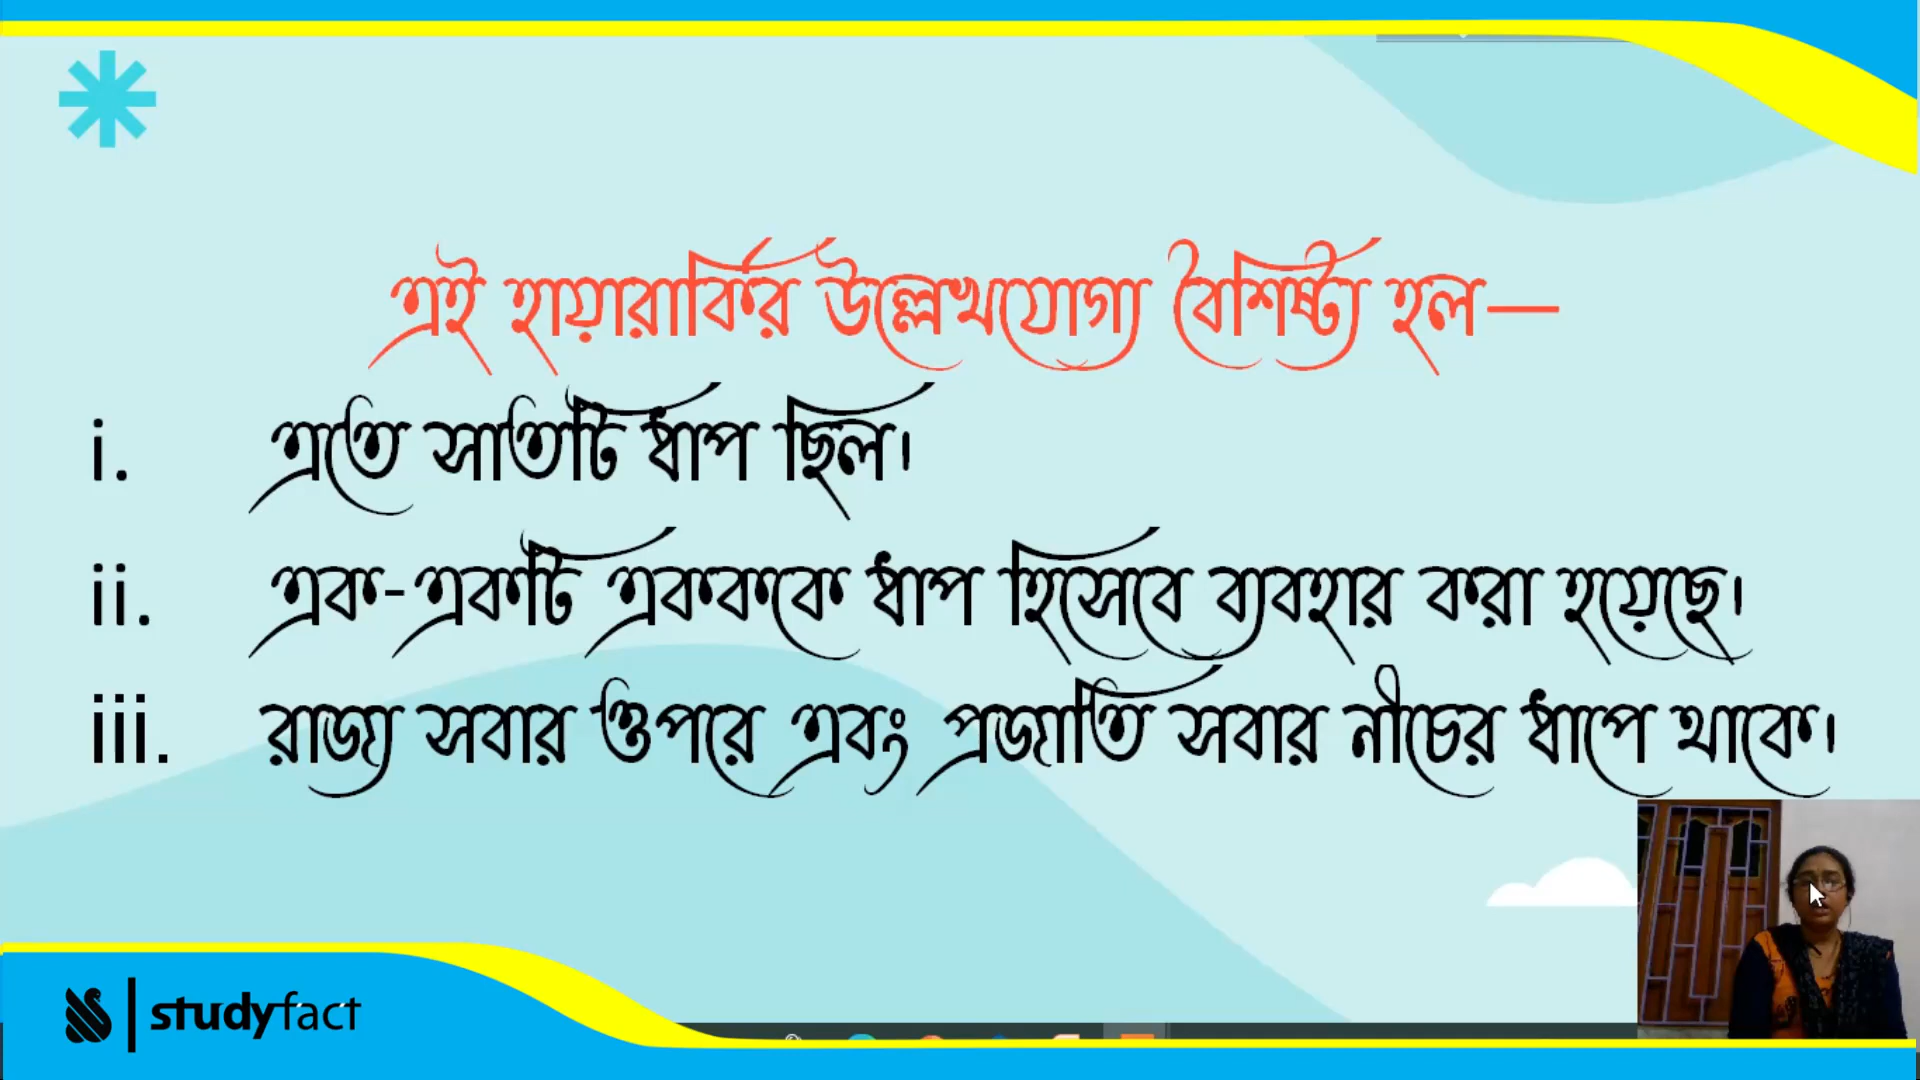 এই হায়ারার্কির উল্লেখযোগ্য বৈশিষ্ট্য হল—
i. এতে সাতটি ধাপ ছিল।
ii. এক-একটি একককে ধাপ হিসেবে ব্যবহার করা হয়েছে।
iii. রাজ্য সবার ওপরে এবং প্রজাতি সবার নীচের ধাপে থাকে।
studyfact